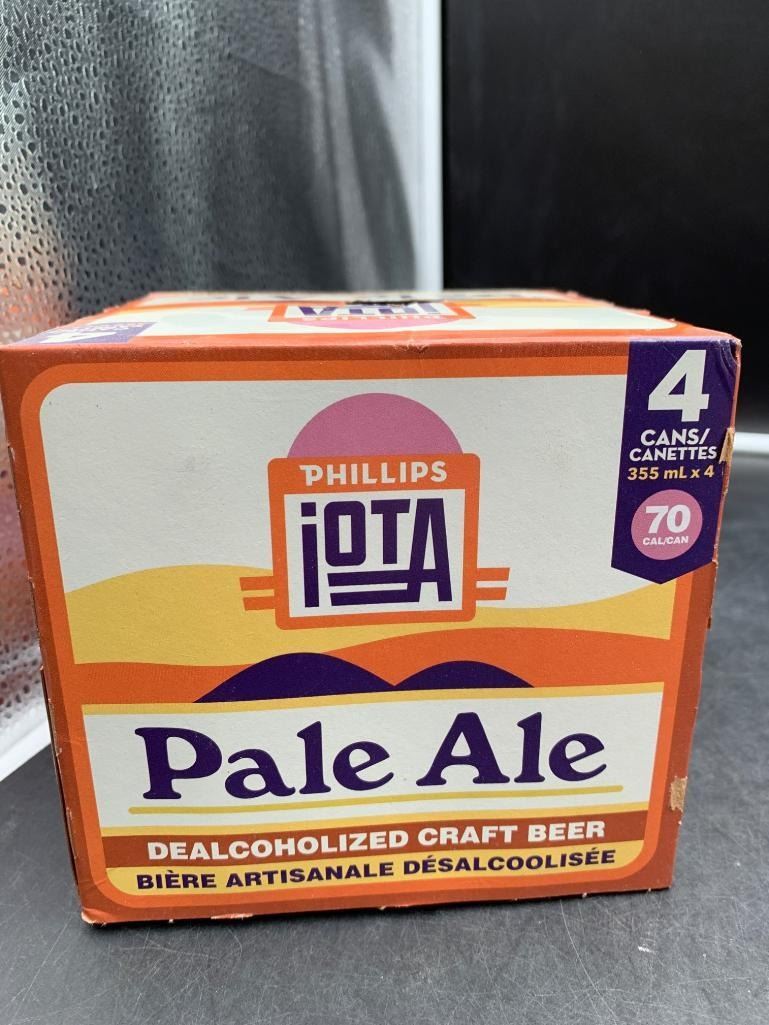 PHILLIPS
iOTA
4
CANS/
CANETTES
355 mL x 4
70
CAL/CAN
Pale Ale
DEALCOHOLIZED CRAFT BEER
BIÈRE ARTISANALE DÉSALCOOLISÉE